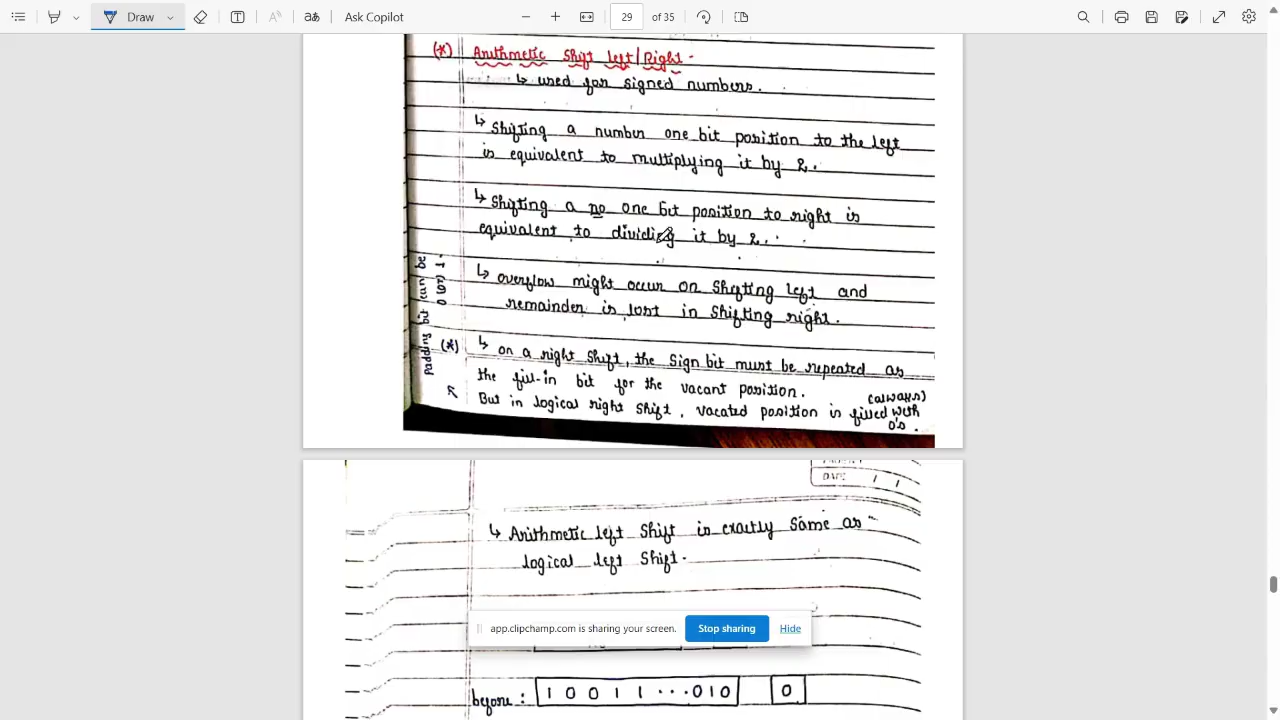 Draw
Ask Copilot
29 of 35
(*) Arithmetic Shift left/Right -
↳ used for signed numbers.
↳ Shifting a number one bit position to the left
is equivalent to multiplying it by 2.
↳ Shifting a no one bit position to right is
equivalent to dividing it by 2.
↳ overflow might occur on Shifting left and
remainder is lost in Shifting right.
Padding bit can be
0 (or) 1.
(*) ↳ on a right Shift, the Sign bit must be repeated as
the fill-in bit for the vacant position.
But in logical right Shift, vacated position is filled with
(always)
0's.
DATE / /
↳ Arithmetic left Shift is exactly Same as
logical left Shift.
app.clipchamp.com is sharing your screen. Stop sharing Hide
before : 1 0 0 1 1 ... 0 1 0 0